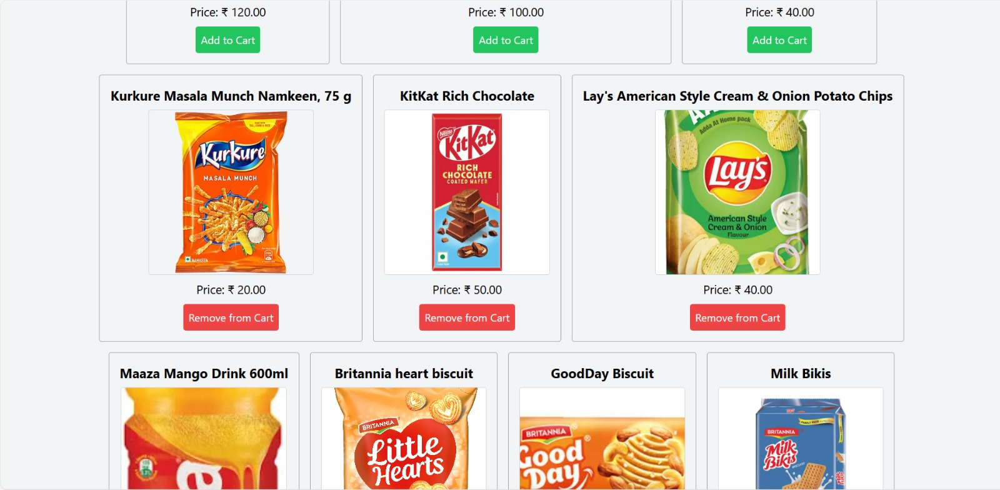 Price: ₹ 120.00
Price: ₹ 100.00
Price: ₹ 40.00
Add to Cart
Add to Cart
Add to Cart
Kurkure Masala Munch Namkeen, 75 g
KitKat Rich Chocolate
Lay's American Style Cream & Onion Potato Chips
Kurkure
MASALA MUNCH
NAMKEEN
Nestle
KitKat
RICH
CHOCOLATE
COATED WAFER
Adda At Home pack
Lay's
American Style
Cream & Onion
Flavour
Price: ₹ 20.00
Price: ₹ 50.00
Price: ₹ 40.00
Remove from Cart
Remove from Cart
Remove from Cart
Maaza Mango Drink 600ml
Britannia heart biscuit
GoodDay Biscuit
Milk Bikis
BRITANNIA
Little
Hearts
BRITANNIA
Good
Day
FAMILY PACK
BRITANNIA
Milk
Bikis